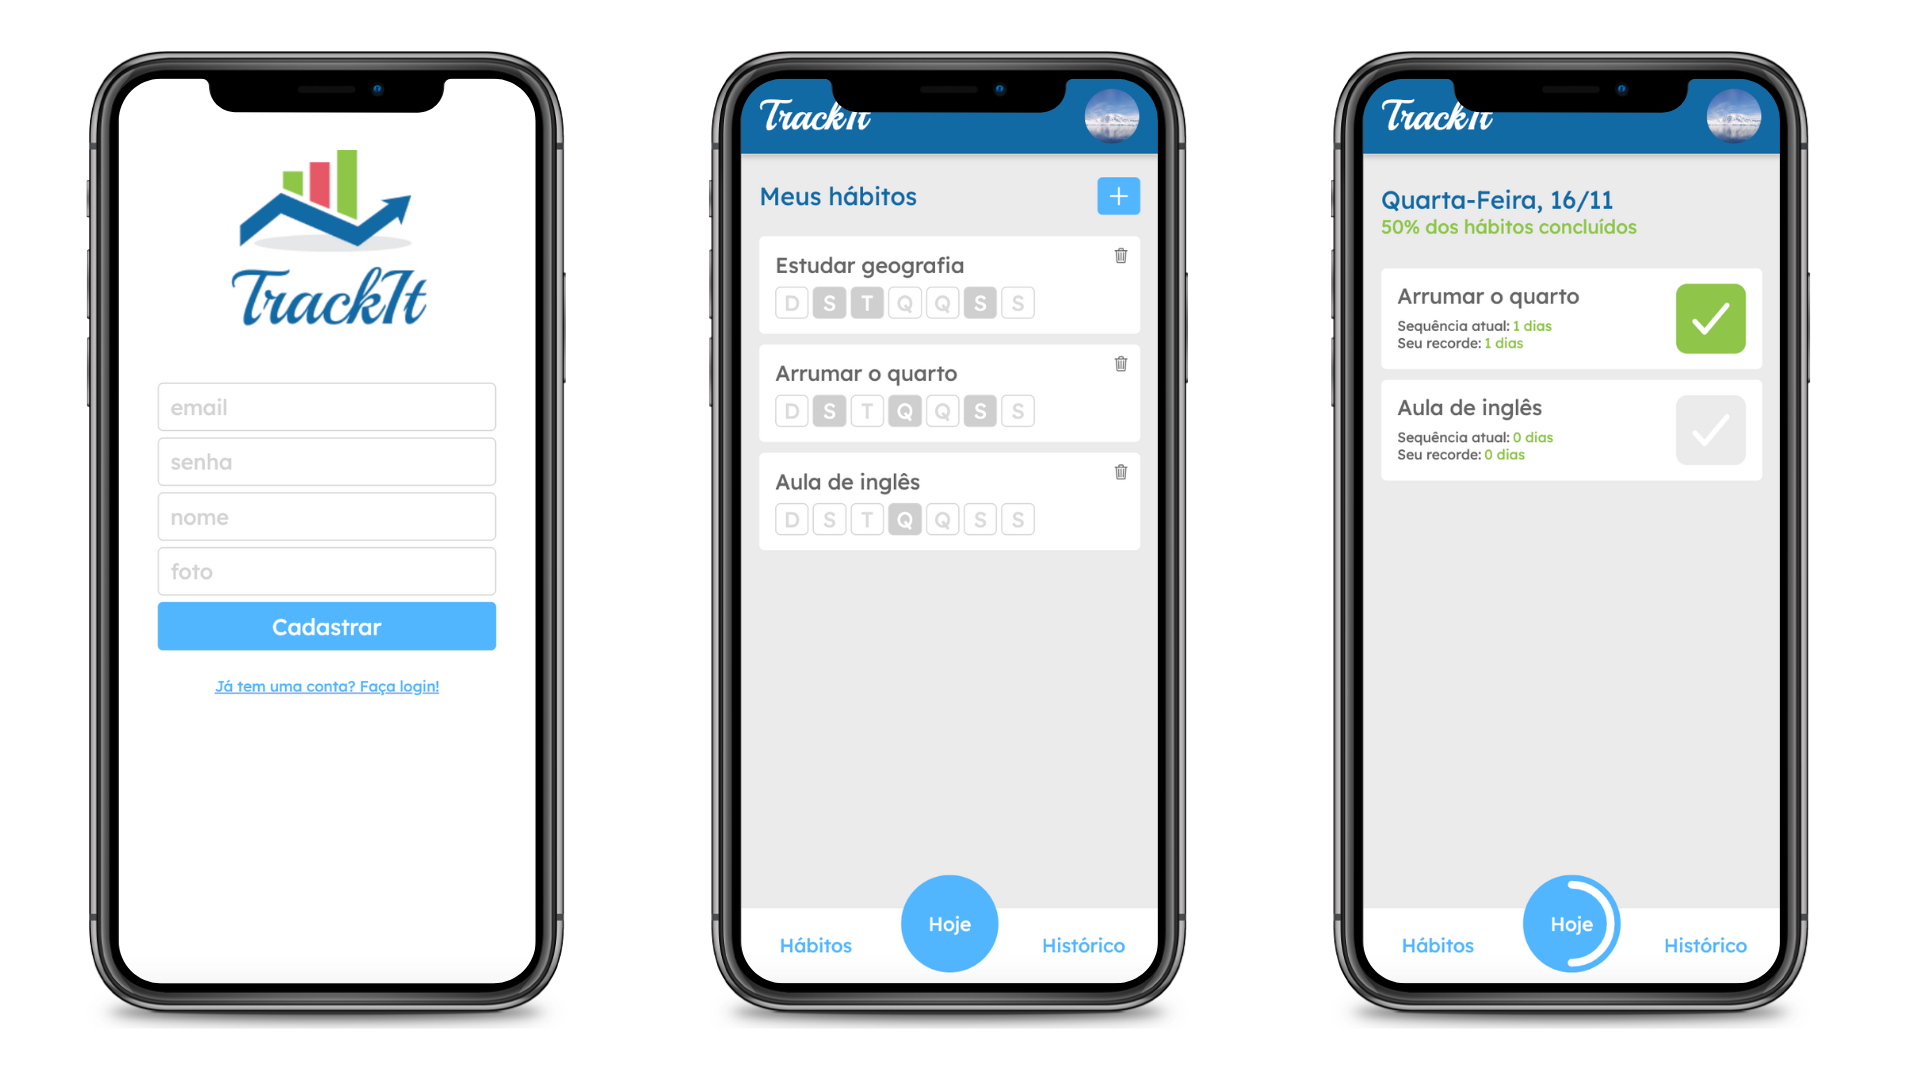 TrackIt
email
senha
nome
foto
Cadastrar
Já tem uma conta? Faça login!
TrackIt
Meus hábitos
+
Estudar geografia
D S T Q Q S S
Arrumar o quarto
D S T Q Q S S
Aula de inglês
D S T Q Q S S
Hábitos
Hoje
Histórico
TrackIt
Quarta-Feira, 16/11
50% dos hábitos concluídos
Arrumar o quarto
Sequência atual: 1 dias
Seu recorde: 1 dias
Aula de inglês
Sequência atual: 0 dias
Seu recorde: 0 dias
Hábitos
Hoje
Histórico